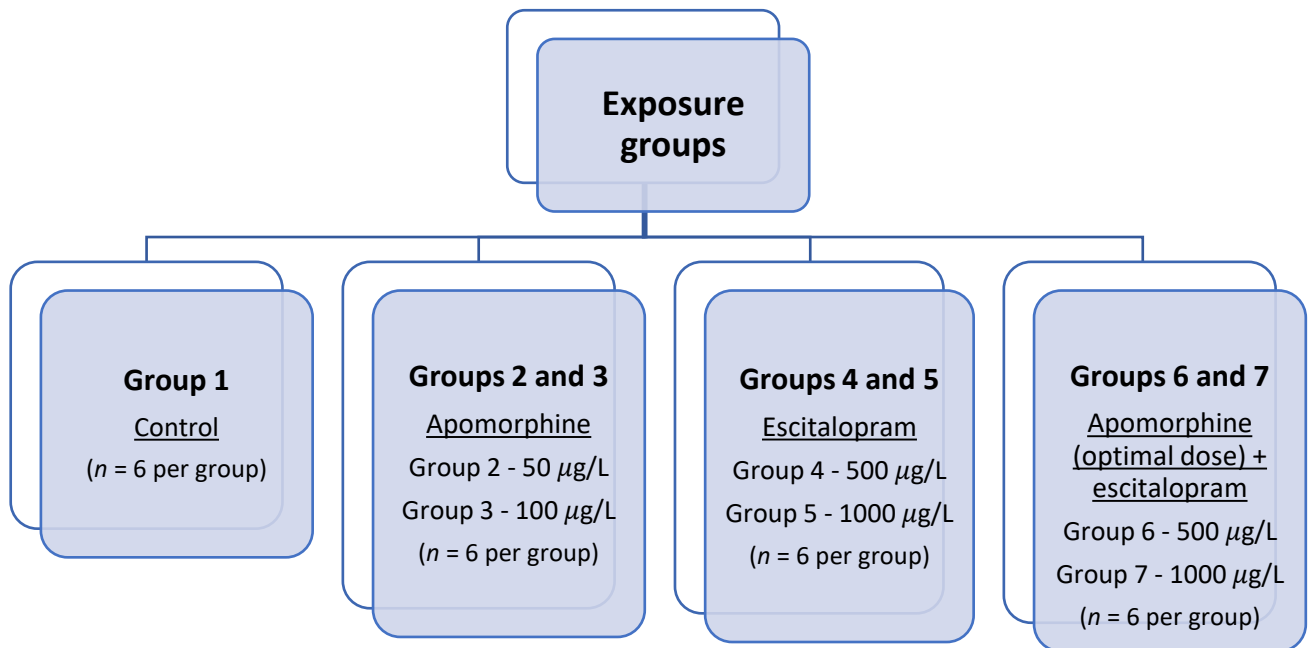 Exposure
groups
Group 1
Control
(n = 6 per group)
Groups 2 and 3
Apomorphine
Group 2 - 50 𝜇g/L
Group 3 - 100 𝜇g/L
(n = 6 per group)
Groups 4 and 5
Escitalopram
Group 4 - 500 𝜇g/L
Group 5 - 1000 𝜇g/L
(n = 6 per group)
Groups 6 and 7
Apomorphine
(optimal dose) +
escitalopram
Group 6 - 500 𝜇g/L
Group 7 - 1000 𝜇g/L
(n = 6 per group)